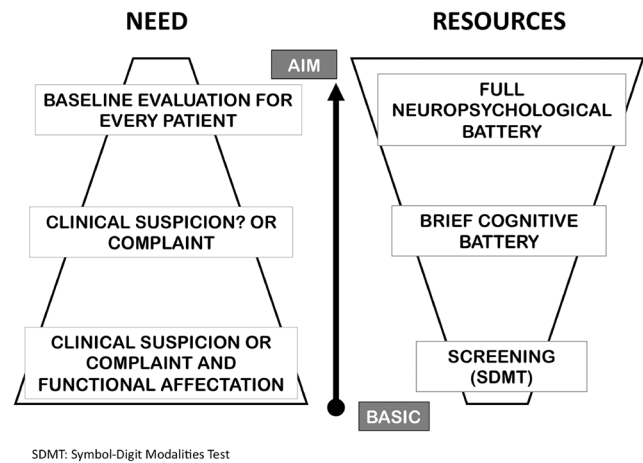 NEED
RESOURCES
AIM
BASELINE EVALUATION FOR
EVERY PATIENT
FULL
NEUROPSYCHOLOGICAL
BATTERY
CLINICAL SUSPICION? OR
COMPLAINT
BRIEF COGNITIVE
BATTERY
CLINICAL SUSPICION OR
COMPLAINT AND
FUNCTIONAL AFFECTATION
SCREENING
(SDMT)
BASIC
SDMT: Symbol-Digit Modalities Test